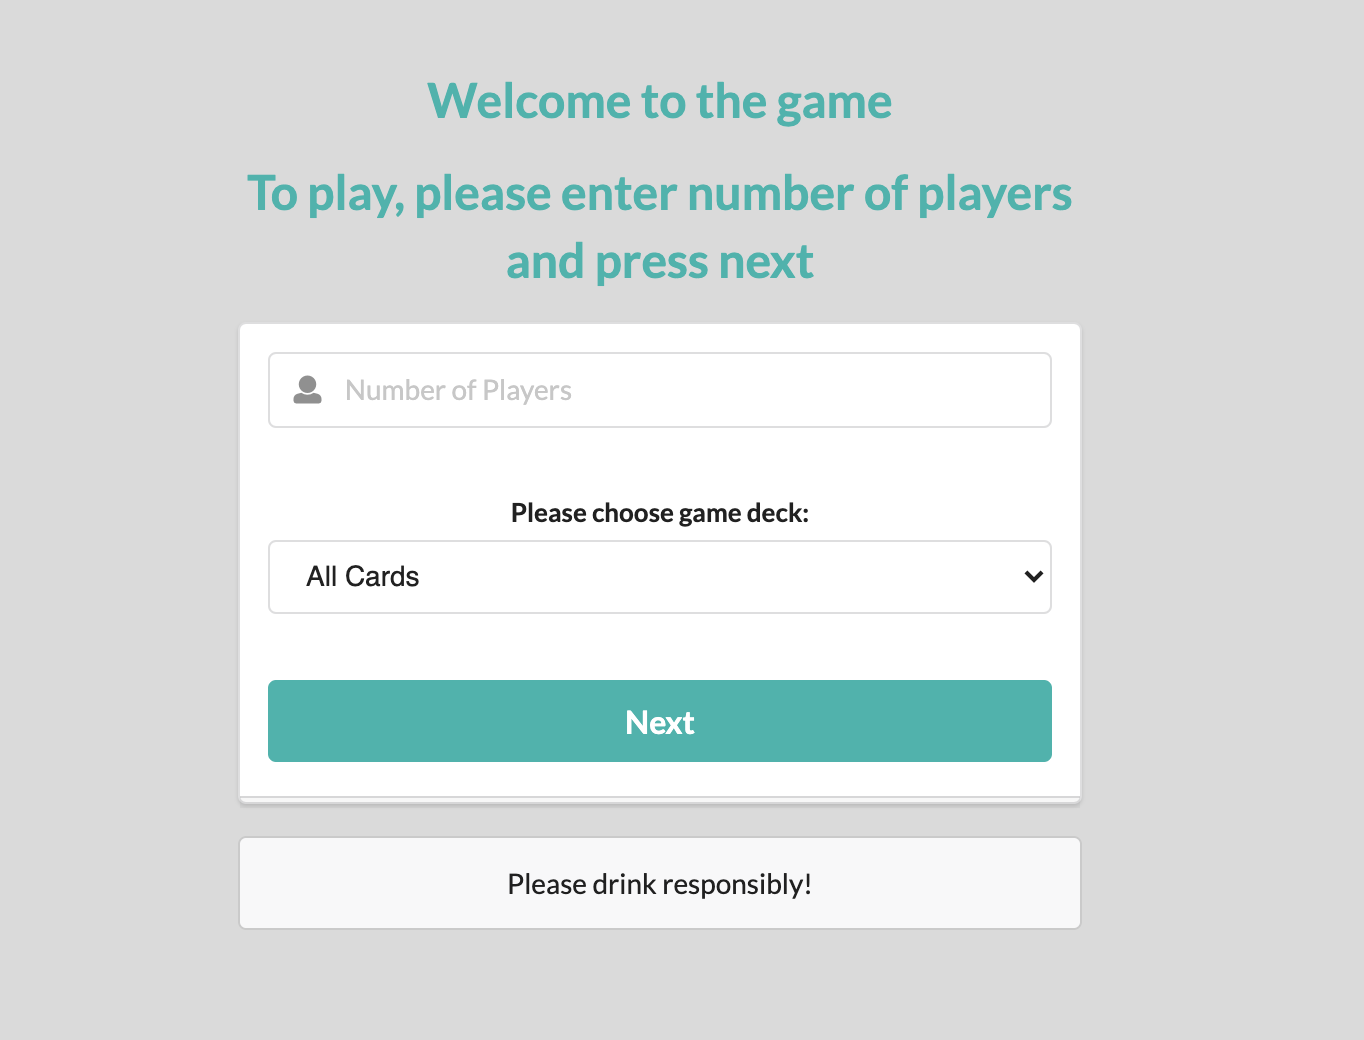 Welcome to the game
To play, please enter number of players
and press next
Number of Players
Please choose game deck:
All Cards
Next
Please drink responsibly!